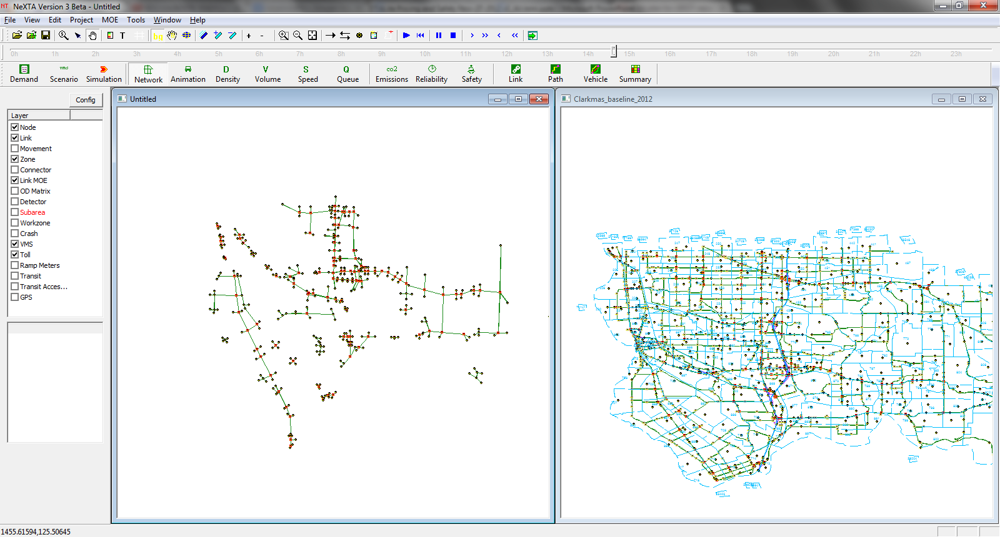 NeXTA Version 3 Beta - Untitled
File View Edit Project MOE Tools Window Help
T bg + -
0h 1h 2h 3h 4h 5h 6h 7h 8h 9h 10h 11h 12h 13h 14h 15h 16h 17h 18h 19h 20h 21h 22h 23h
vms D V S Q co2
Demand Scenario Simulation Network Animation Density Volume Speed Queue Emissions Reliability Safety Link Path Vehicle Summary
Config
Untitled
Clarkmas_baseline_2012
Layer
Node
Link
Movement
Zone
Connector
Link MOE
OD Matrix
Detector
Subarea
Workzone
Crash
VMS
Toll
Ramp Meters
Transit
Transit Acces...
GPS
1455.61594,125.50645